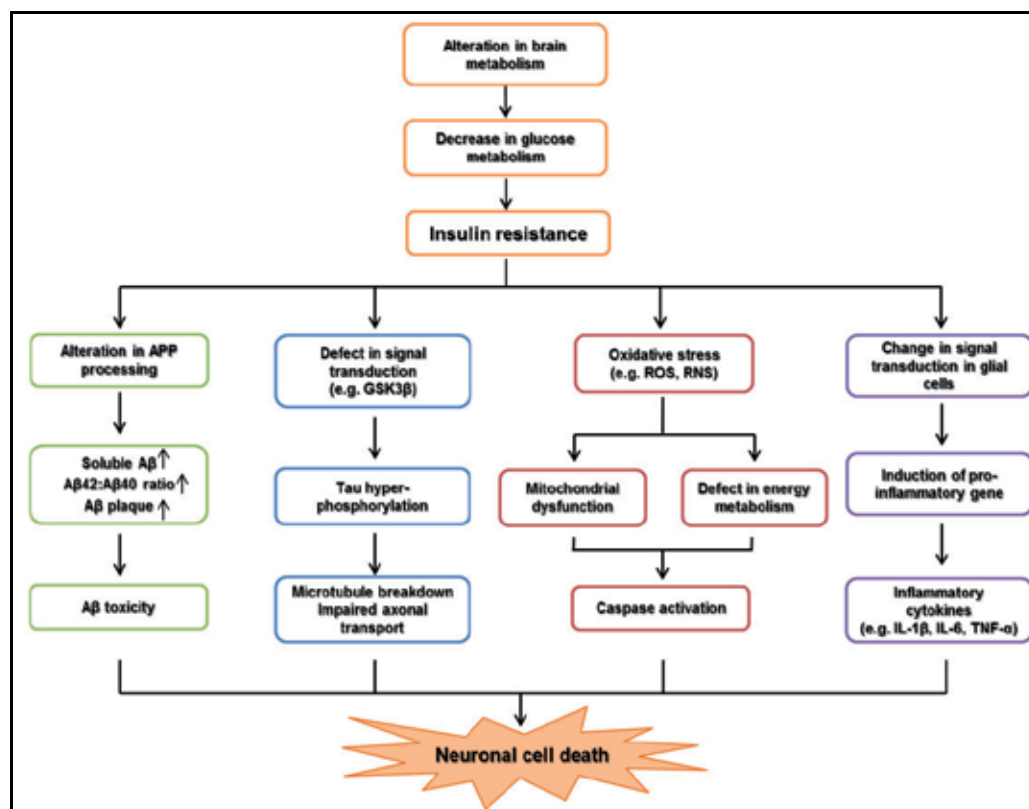 Alteration in brain
metabolism
Decrease in glucose
metabolism
Insulin resistance
Alteration in APP
processing
Defect in signal
transduction
(e.g. GSK3β)
Oxidative stress
(e.g. ROS, RNS)
Change in signal
transduction in glial
cells
Soluble Aβ↑
Aβ42:Aβ40 ratio↑
Aβ plaque↑
Tau hyper-
phosphorylation
Mitochondrial
dysfunction
Defect in energy
metabolism
Induction of pro-
inflammatory gene
Aβ toxicity
Microtubule breakdown
Impaired axonal
transport
Caspase activation
Inflammatory
cytokines
(e.g. IL-1β, IL-6, TNF-α)
Neuronal cell death